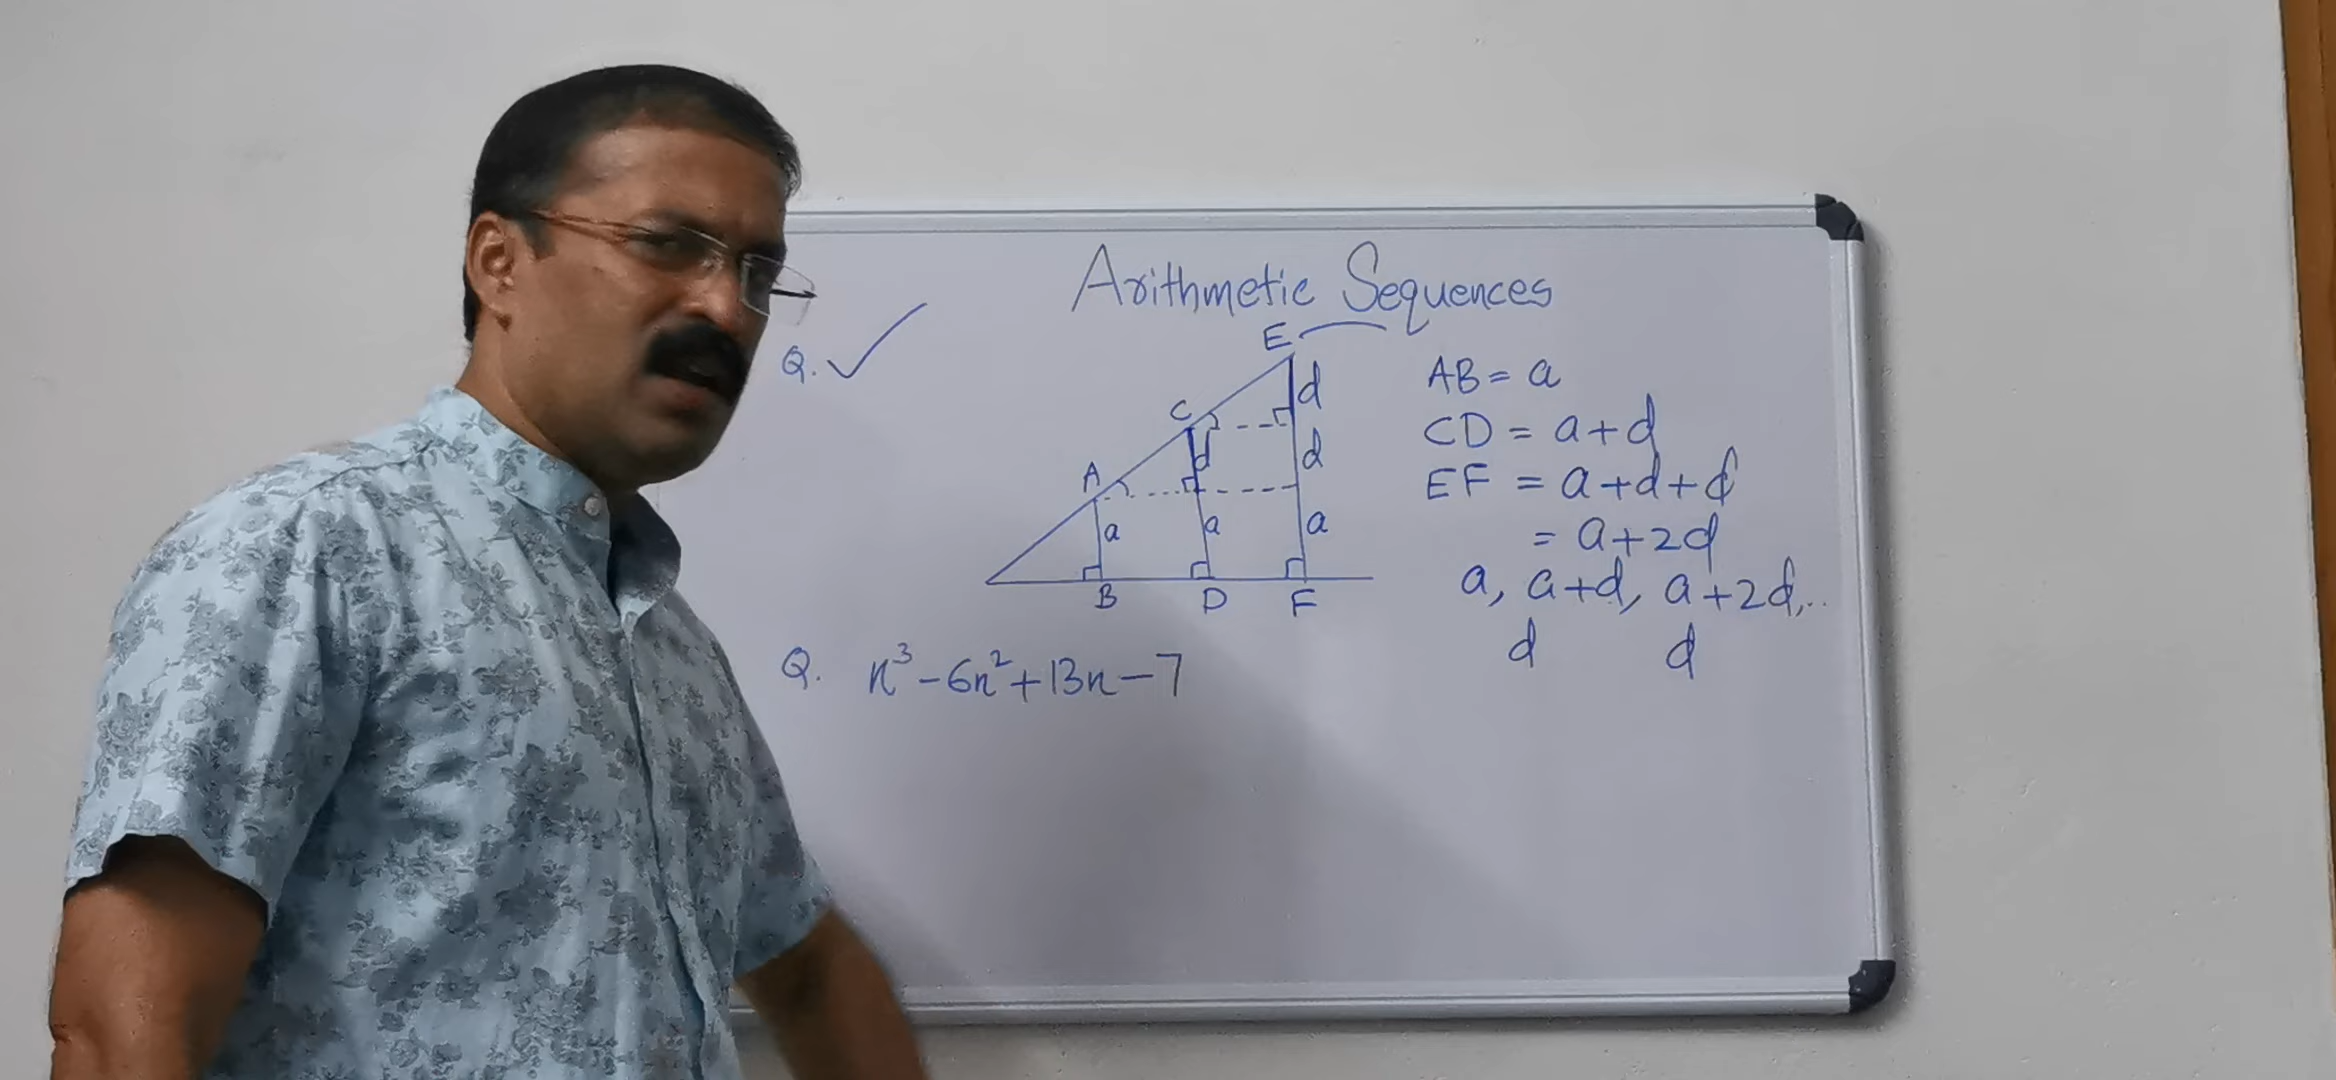 Arithmetic Sequences
Q. ✓
E
C
A
d
d
d
a
a
a
B D F
AB = a
CD = a+d
EF = a+d+d
= a+2d
a, a+d, a+2d,...
d d
Q. n³-6n²+13n-7